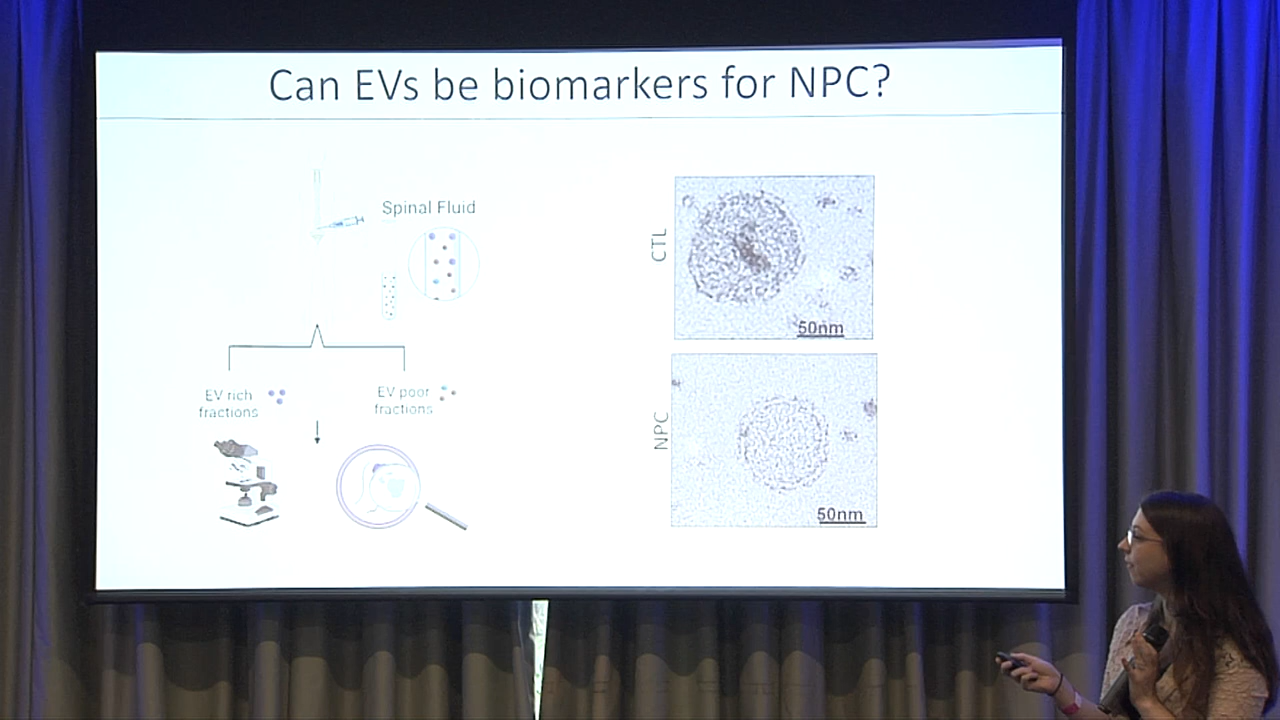 Can EVs be biomarkers for NPC?
Spinal Fluid
CTL
50nm
EV rich
fractions
EV poor
fractions
NPC
50nm